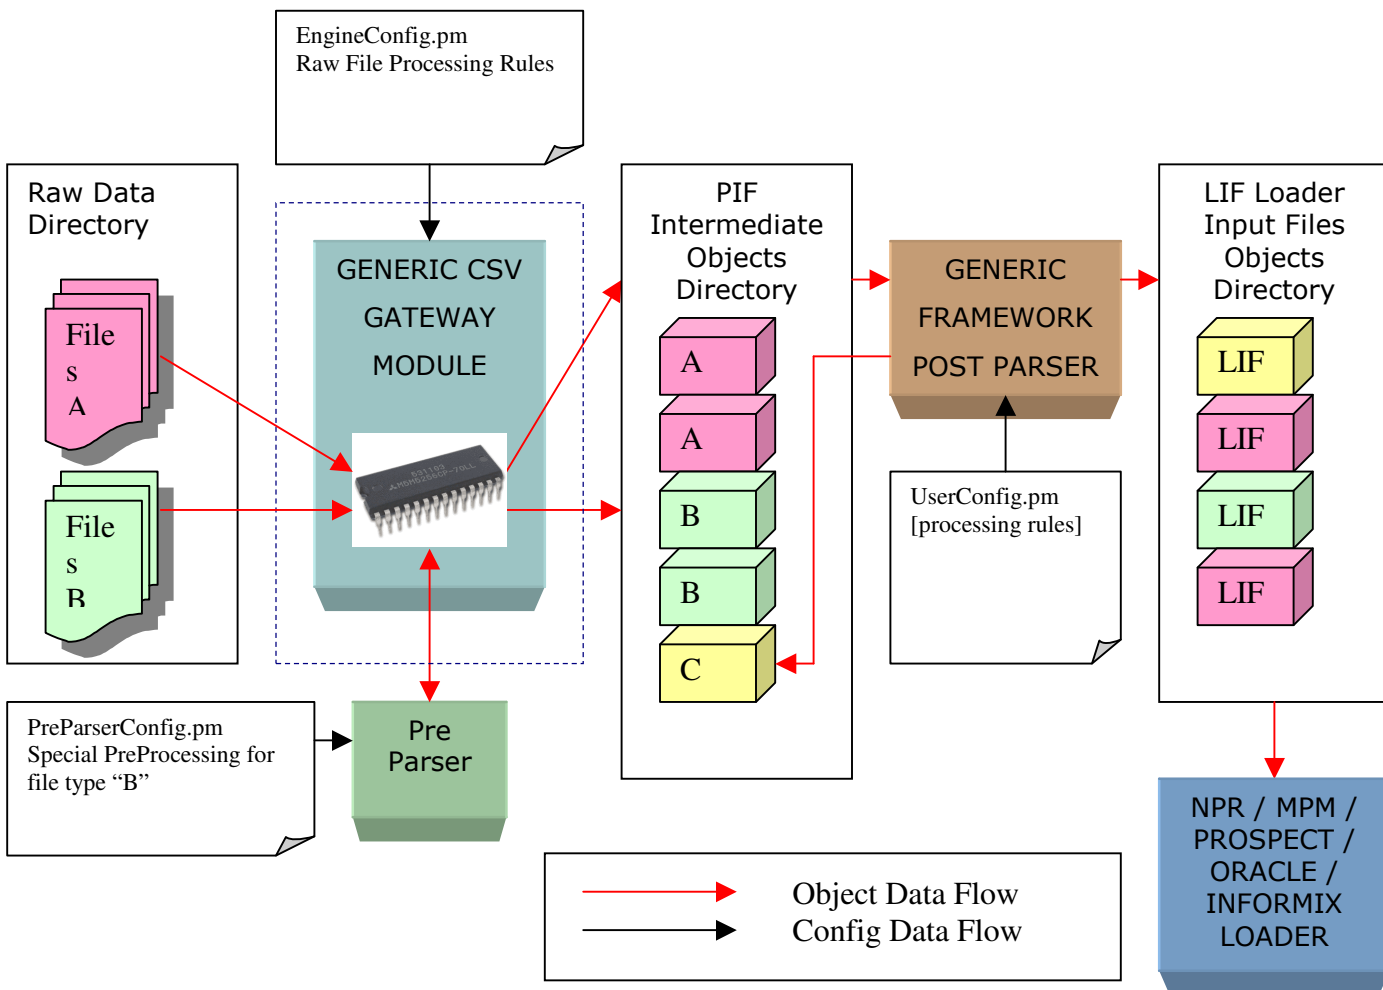 EngineConfig.pm
Raw File Processing Rules
Raw Data
Directory
File
s
A
File
s
B
GENERIC CSV
GATEWAY
MODULE
PreParserConfig.pm
Special PreProcessing for
file type “B”
Pre
Parser
PIF
Intermediate
Objects
Directory
A
A
B
B
C
GENERIC
FRAMEWORK
POST PARSER
UserConfig.pm
[processing rules]
LIF Loader
Input Files
Objects
Directory
LIF
LIF
LIF
LIF
NPR / MPM /
PROSPECT /
ORACLE /
INFORMIX
LOADER
Object Data Flow
Config Data Flow